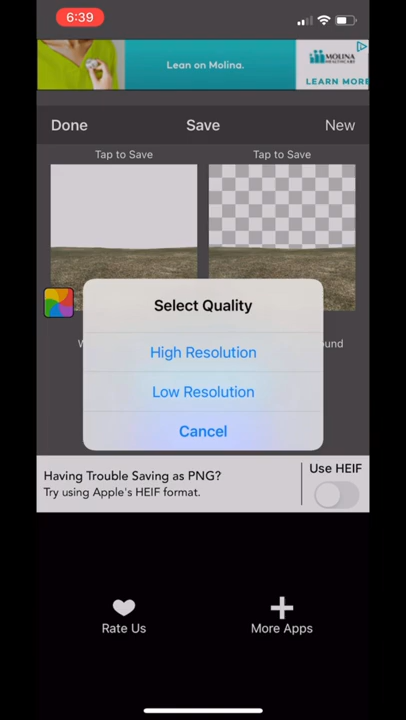 6:39
Lean on Molina.
MOLINA
HEALTHCARE
LEARN MORE
Done
Save
New
Tap to Save
Tap to Save
Select Quality
High Resolution
Low Resolution
Cancel
W
ound
Having Trouble Saving as PNG?
Try using Apple's HEIF format.
Use HEIF
Rate Us
More Apps